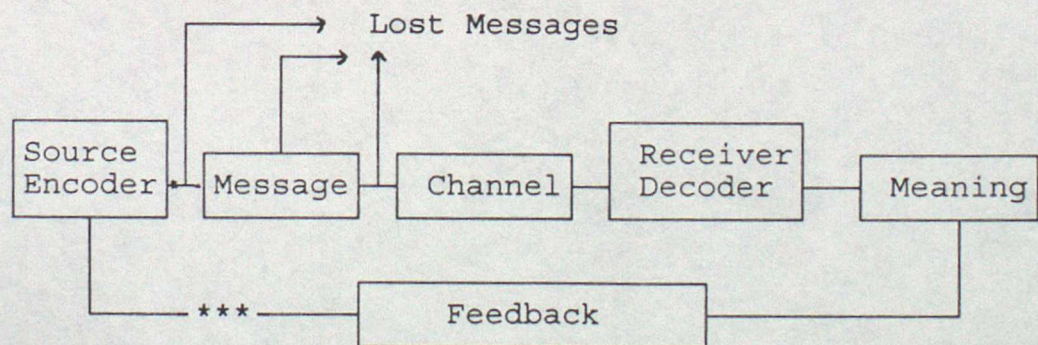 Lost Messages
Source
Encoder
Message
Channel
Receiver
Decoder
Meaning
***
Feedback